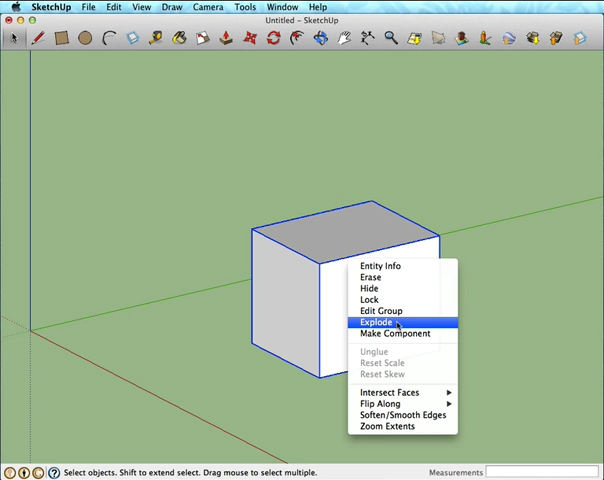 SketchUp File Edit View Draw Camera Tools Window Help
Untitled - SketchUp
Entity Info
Erase
Hide
Lock
Edit Group
Explode
Make Component
Unglue
Reset Scale
Reset Skew
Intersect Faces
Flip Along
Soften/Smooth Edges
Zoom Extents
Select objects. Shift to extend select. Drag mouse to select multiple. Measurements